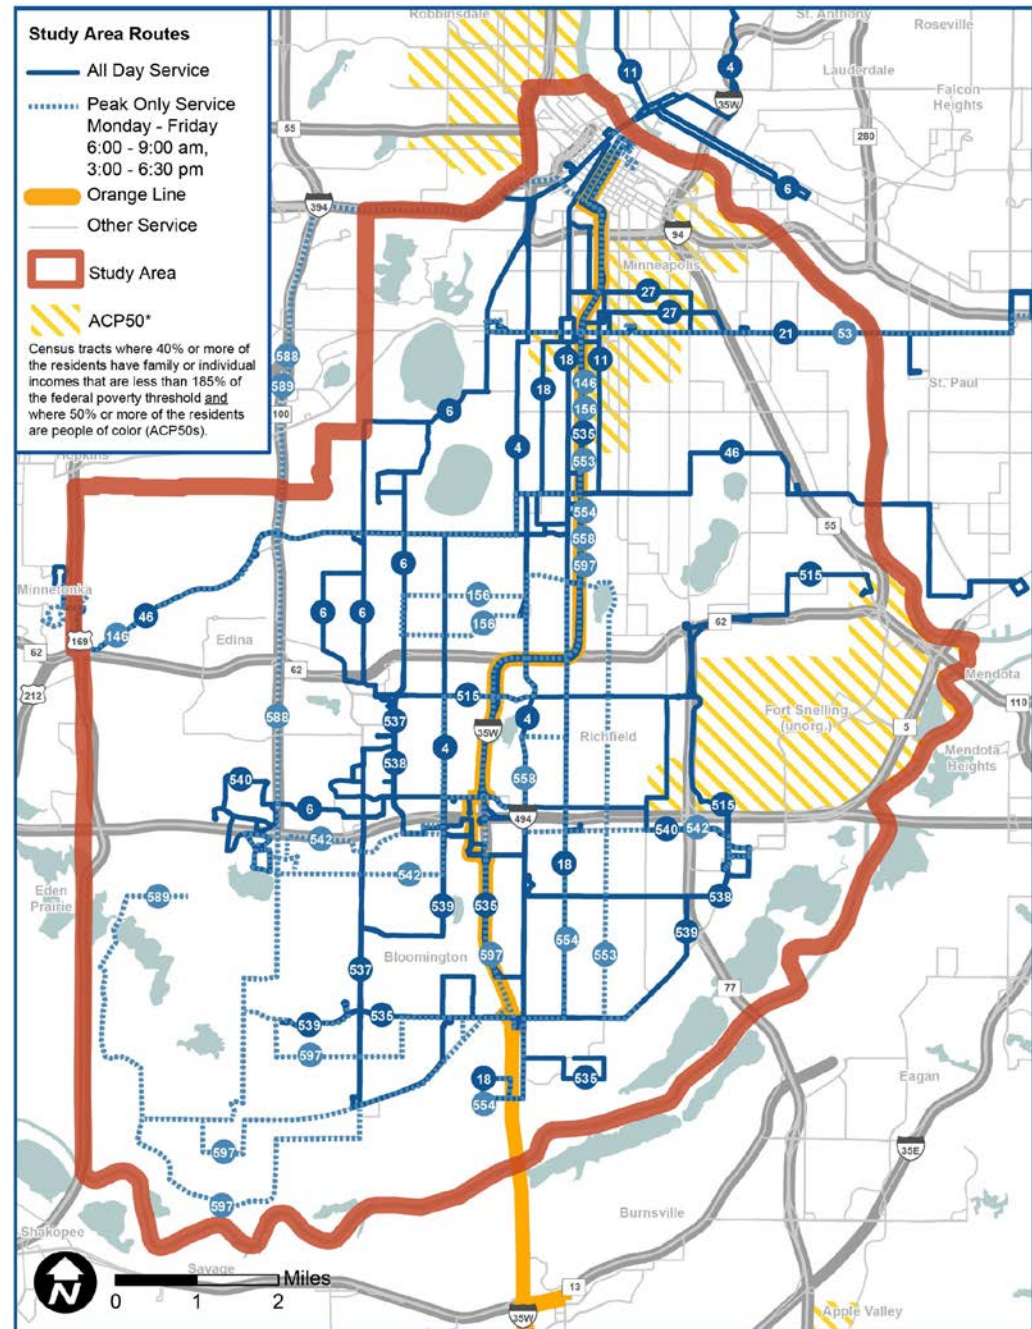 Study Area Routes
All Day Service
Peak Only Service
Monday - Friday
6:00 - 9:00 am,
3:00 - 6:30 pm
Orange Line
Other Service
Study Area
ACP50*
Census tracts where 40% or more of
the residents have family or individual
incomes that are less than 185% of
the federal poverty threshold and
where 50% or more of the residents
are people of color (ACP50s).
Robbinsdale
St. Anthony
Roseville
Lauderdale
Falcon
Heights
11
4
35W
55
280
6
394
94
Minneapolis
27
27
21
53
588
589
100
18
11
146
156
535
553
18
6
4
St. Paul
Hopkins
46
554
558
597
55
Minnetonka
6
156
156
515
146
46
6
6
169
62
212
Edina
62
62
515
Mendota
110
588
537
4
35W
Richfield
Fort Snelling
(unorg.)
5
Mendota
Heights
538
4
558
540
6
494
515
542
540
542
Eden
Prairie
589
542
18
538
539
535
539
Bloomington
597
554
553
537
77
539
535
597
18
554
535
Eagan
597
597
35E
Shakopee
Burnsville
Savage
N
Miles
0
1
2
13
35W
Apple Valley